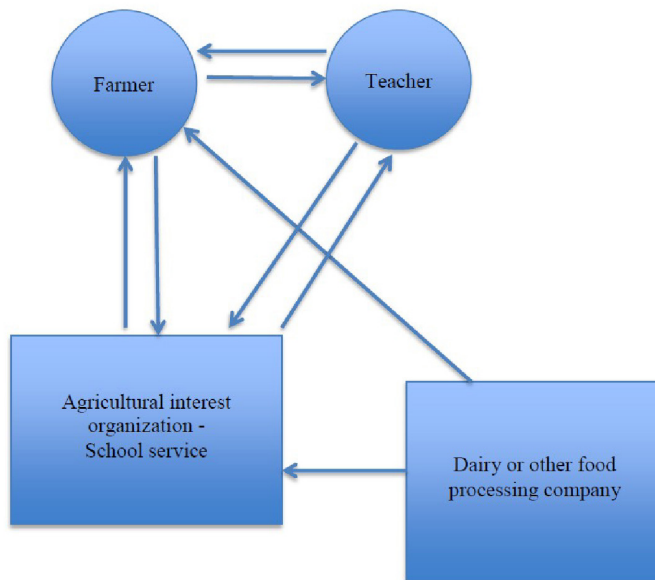 Farmer
Teacher
Agricultural interest
organization -
School service
Dairy or other food
processing company